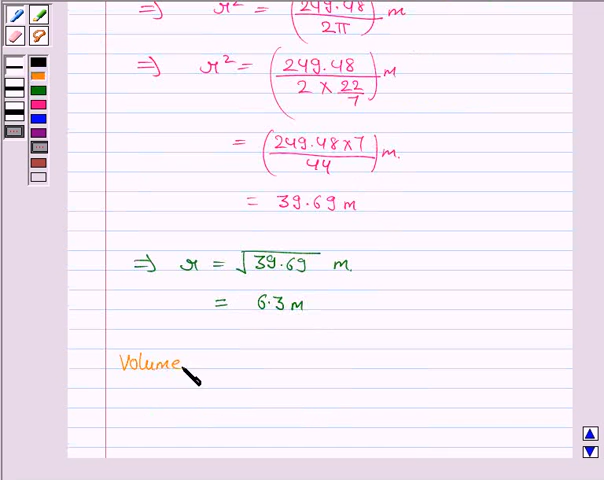 ⇒ r² = (249.48/2π) m
⇒ r² = (249.48/2 × 22/7) m
= (249.48×7/44) m.
= 39.69 m
⇒ r = √39.69 m.
= 6.3 m
Volume